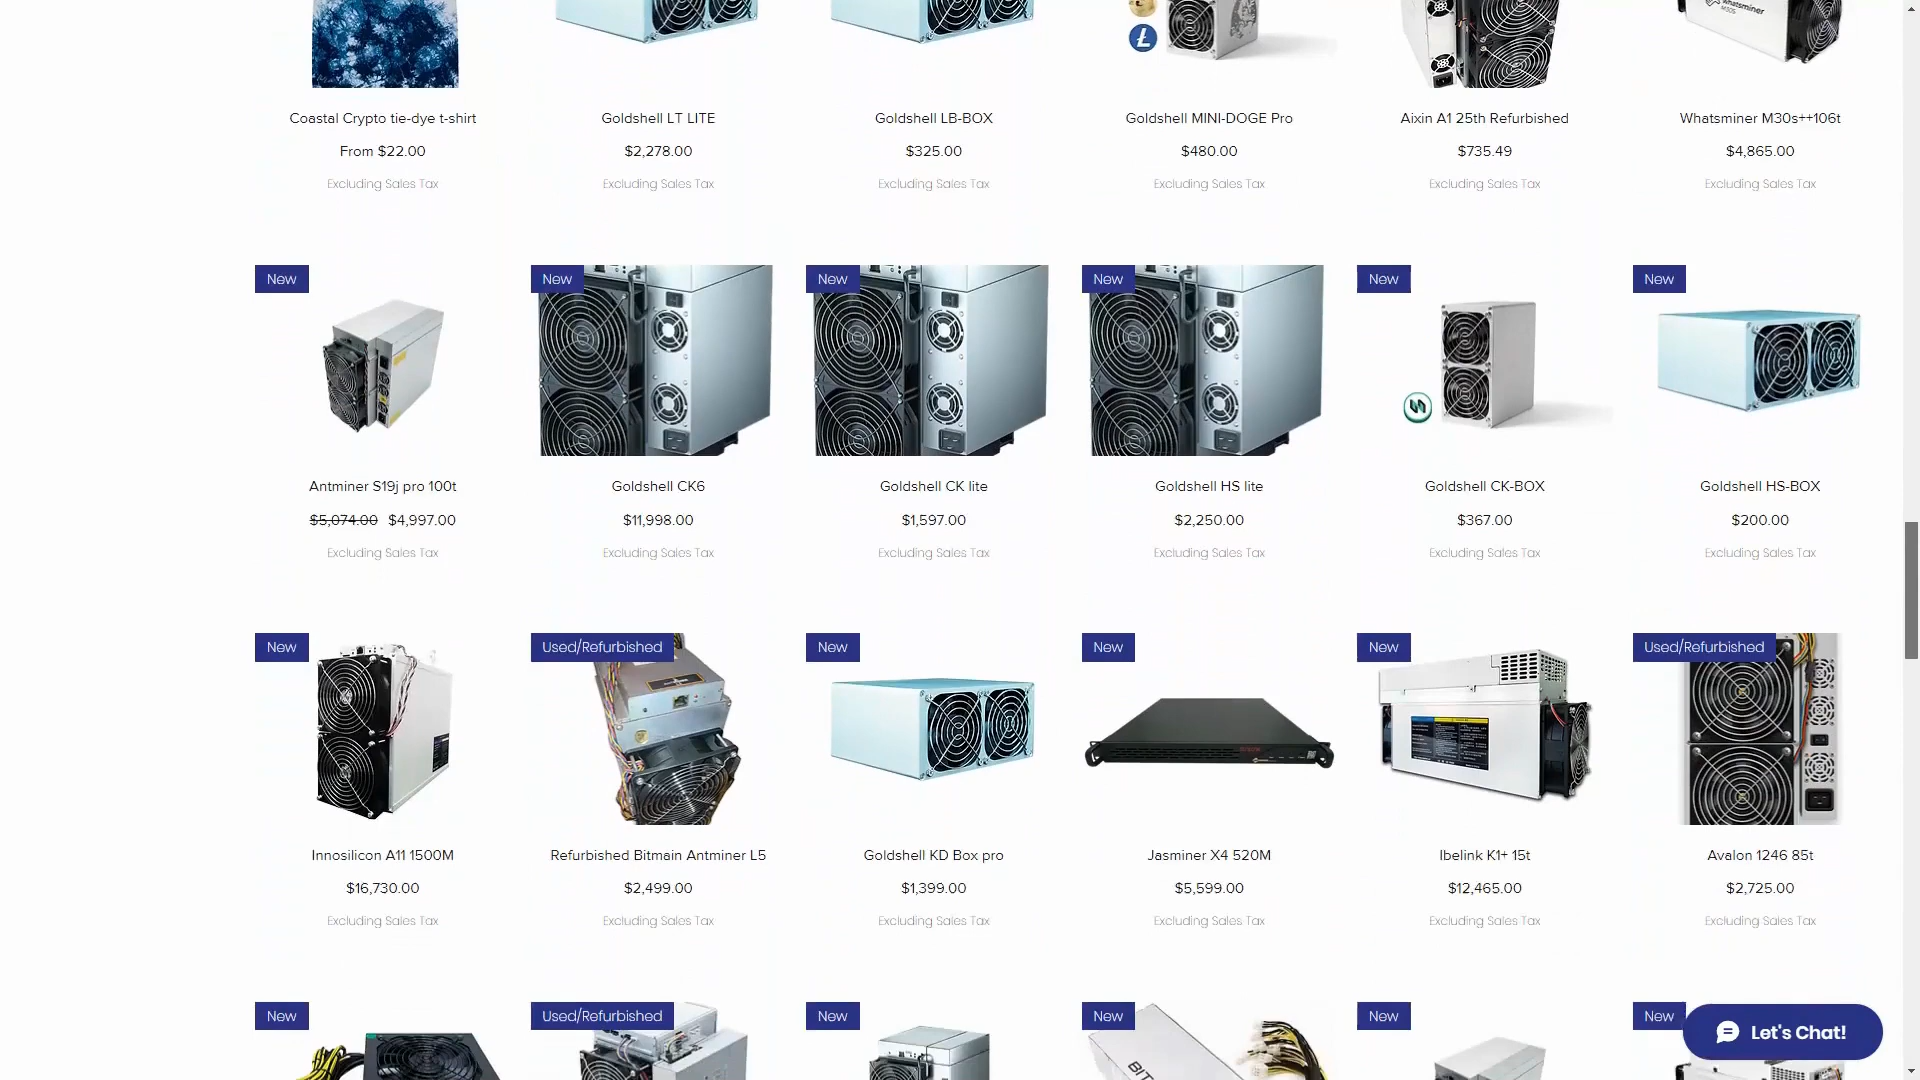 whatsminer
Coastal Crypto tie-dye t-shirt
From $22.00
Excluding Sales Tax
Goldshell LT LITE
$2,278.00
Excluding Sales Tax
Goldshell LB-BOX
$325.00
Excluding Sales Tax
Goldshell MINI-DOGE Pro
$480.00
Excluding Sales Tax
Aixin A1 25th Refurbished
$735.49
Excluding Sales Tax
Whatsminer M30s++106t
$4,865.00
Excluding Sales Tax
New
Antminer S19j pro 100t
$5,074.00 $4,997.00
Excluding Sales Tax
New
Goldshell CK6
$11,998.00
Excluding Sales Tax
New
Goldshell CK lite
$1,597.00
Excluding Sales Tax
New
Goldshell HS lite
$2,250.00
Excluding Sales Tax
New
Goldshell CK-BOX
$367.00
Excluding Sales Tax
New
Goldshell HS-BOX
$200.00
Excluding Sales Tax
New
Innosilicon A11 1500M
$16,730.00
Excluding Sales Tax
Used/Refurbished
Refurbished Bitmain Antminer L5
$2,499.00
Excluding Sales Tax
New
Goldshell KD Box pro
$1,399.00
Excluding Sales Tax
New
Jasminer X4 520M
$5,599.00
Excluding Sales Tax
New
Ibelink K1+ 15t
$12,465.00
Excluding Sales Tax
Used/Refurbished
Avalon 1246 85t
$2,725.00
Excluding Sales Tax
New
Used/Refurbished
New
New
New
New
Let's Chat!